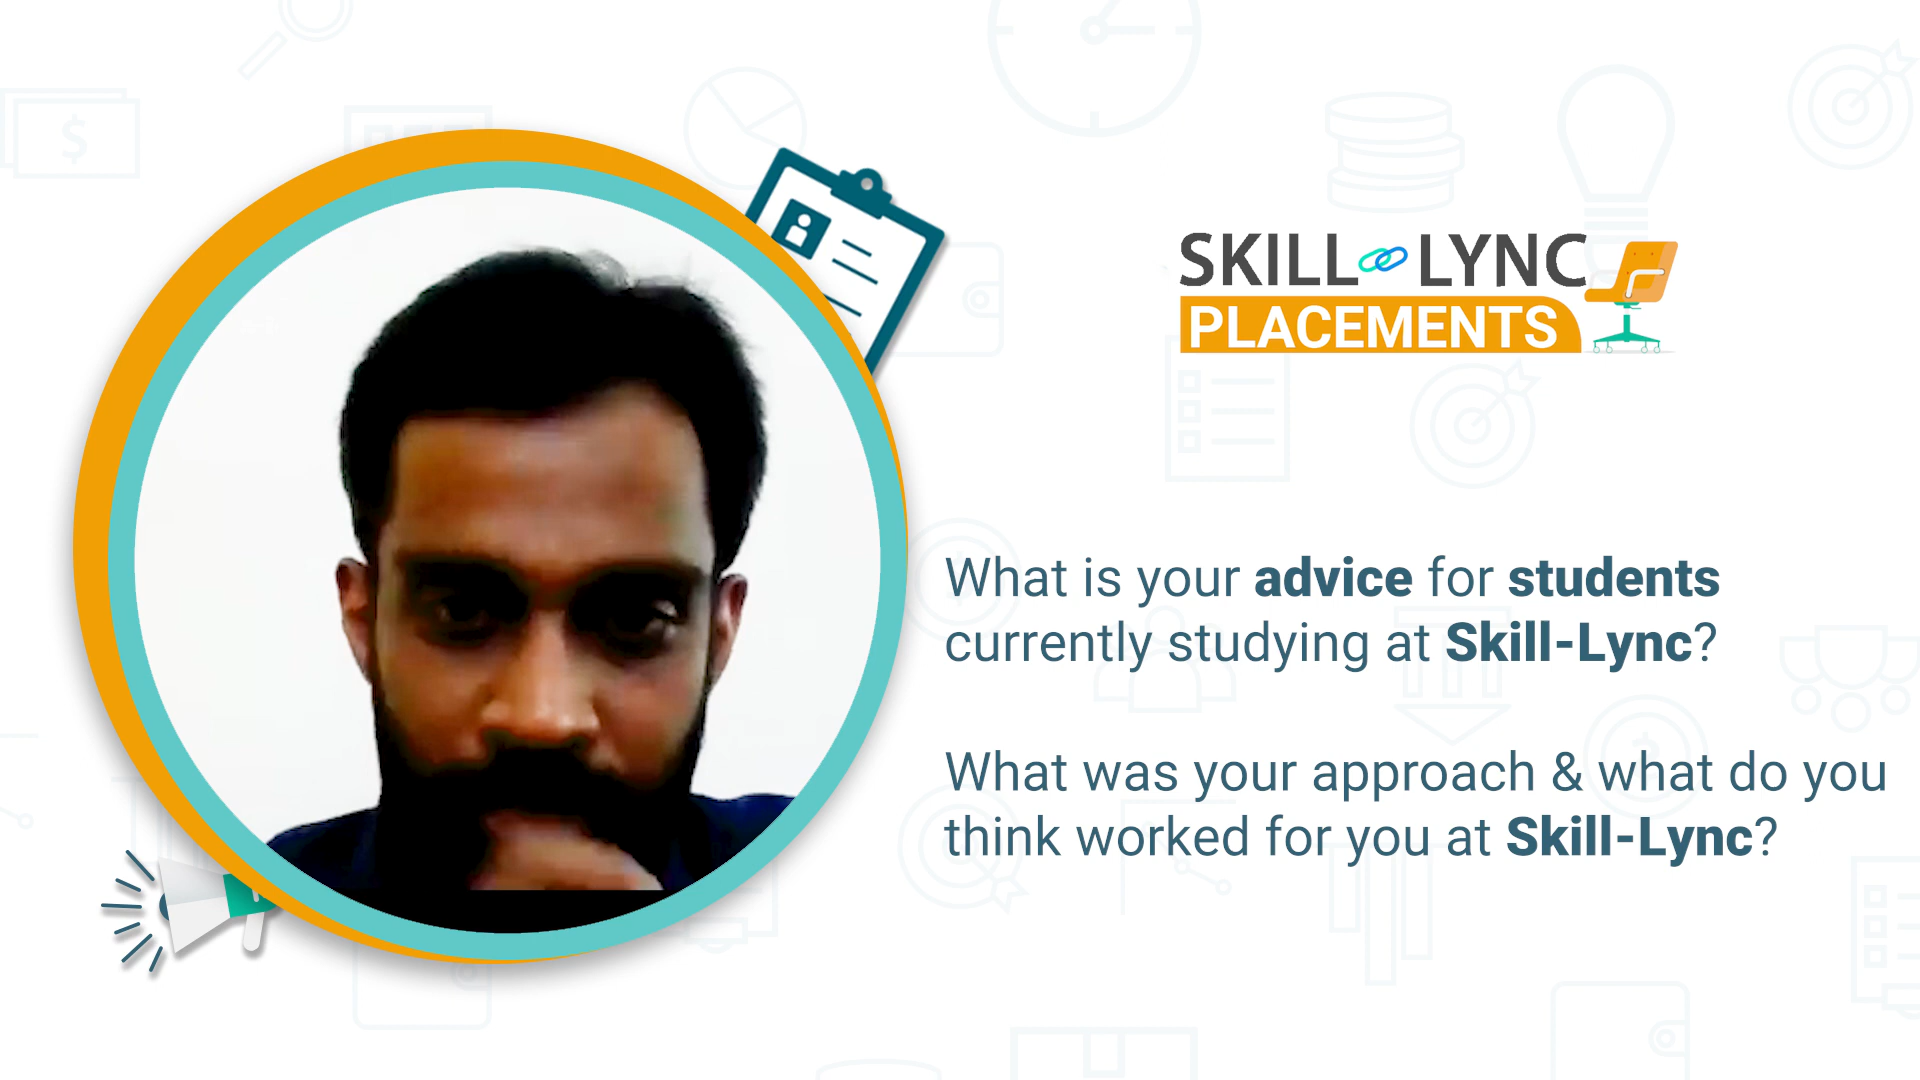 SKILL LYNC
PLACEMENTS
What is your advice for students
currently studying at Skill-Lync?
What was your approach & what do you
think worked for you at Skill-Lync?